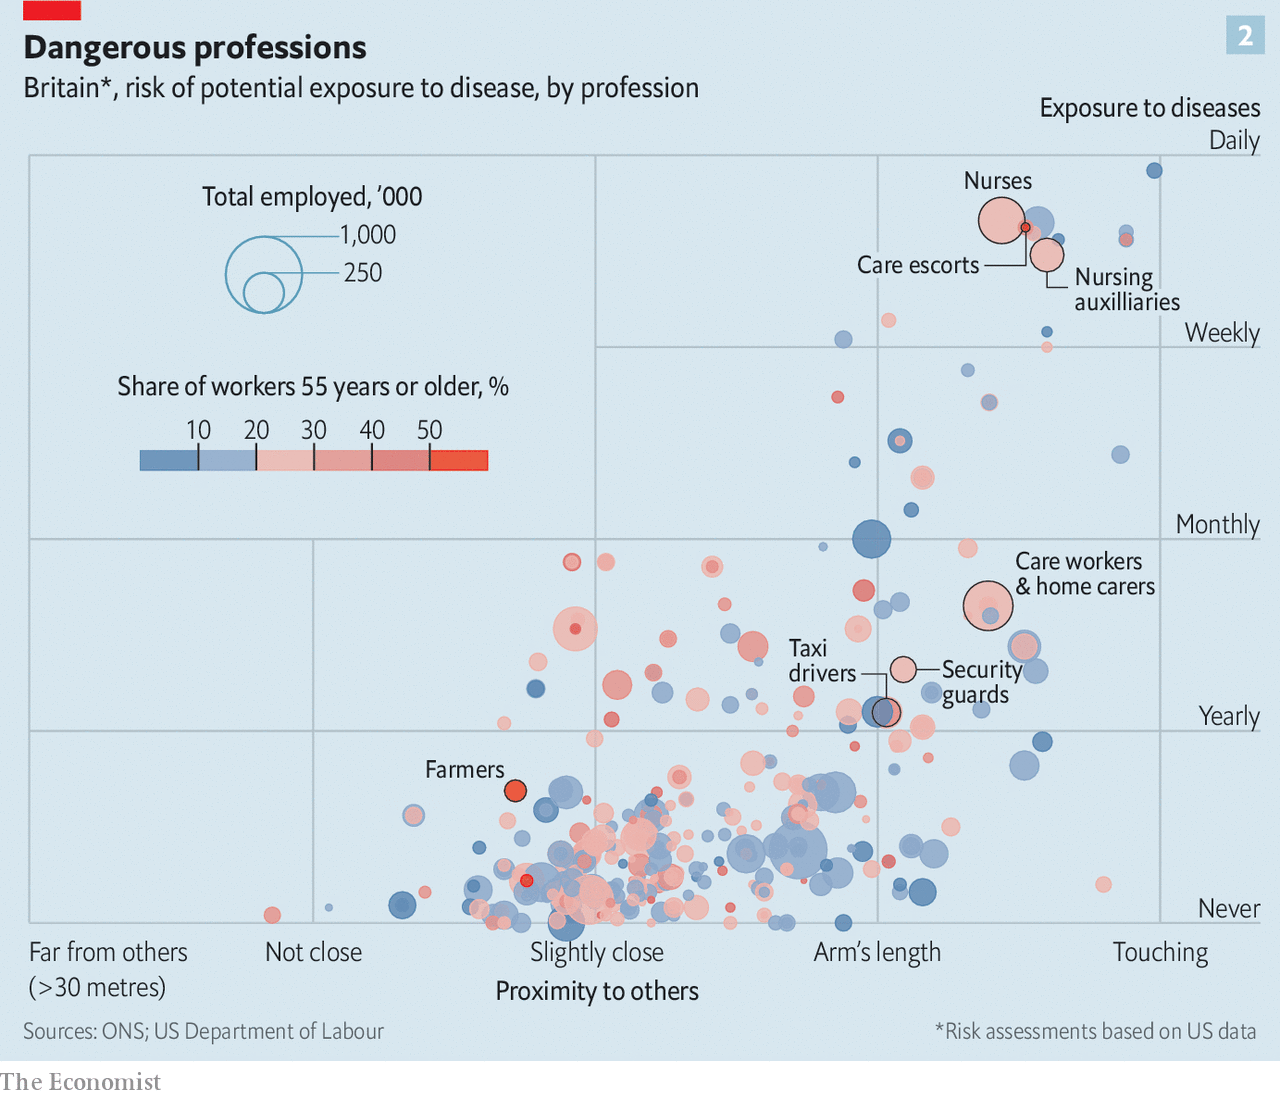 Dangerous professions
2
Britain*, risk of potential exposure to disease, by profession
Exposure to diseases
Daily
Total employed, ’000
1,000
250
Nurses
Care escorts
Nursing
auxilliaries
Weekly
Share of workers 55 years or older, %
10 20 30 40 50
Monthly
Care workers
& home carers
Taxi
drivers
Security
guards
Yearly
Farmers
Never
Far from others
(>30 metres)
Not close
Slightly close
Arm’s length
Touching
Proximity to others
Sources: ONS; US Department of Labour
*Risk assessments based on US data
The Economist